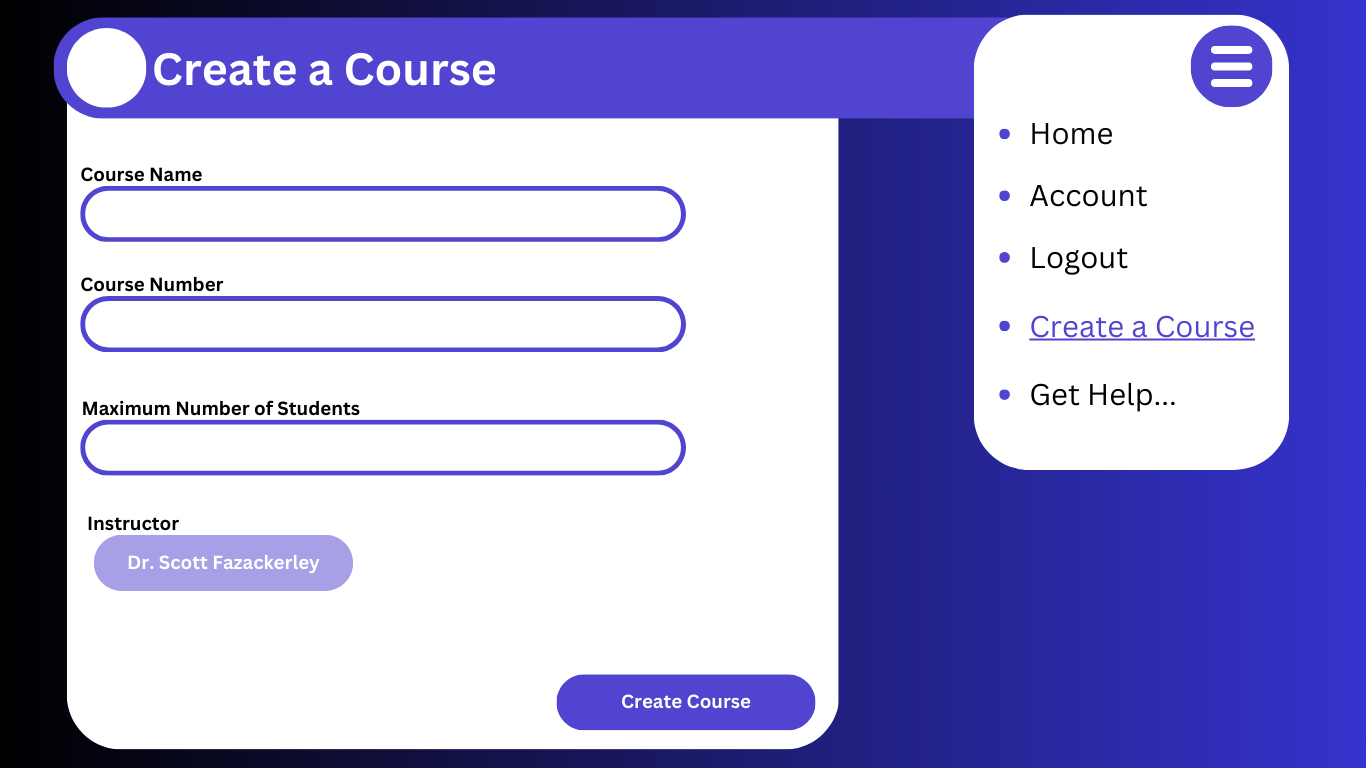 Create a Course
Course Name
Course Number
Maximum Number of Students
Instructor
Dr. Scott Fazackerley
Create Course
Home
Account
Logout
Create a Course
Get Help...